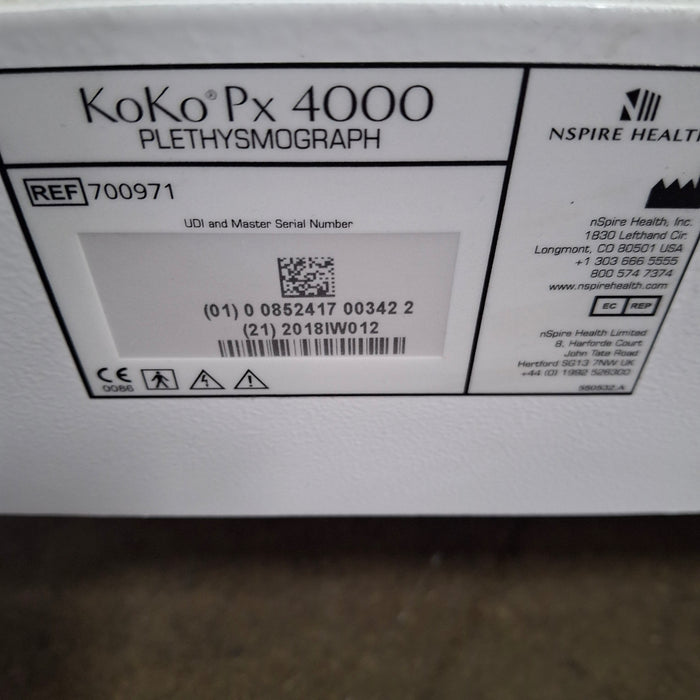 KoKo® Px 4000
PLETHYSMOGRAPH
REF 700971
UDI and Master Serial Number
(01) 0 0852417 00342 2
(21) 2018IW012
CE
0086
NSPIRE HEALT
nSpire Health, Inc.
1830 Lefthand Cir.
Longmont, CO 80501 USA
+1 303 666 5555
800 574 7374
www.nspirehealth.com
EC REP
nSpire Health Limited
8, Harforde Court
John Tate Road
Hertford SG13 7NW UK
+44 (0) 1992 526300
550532 A